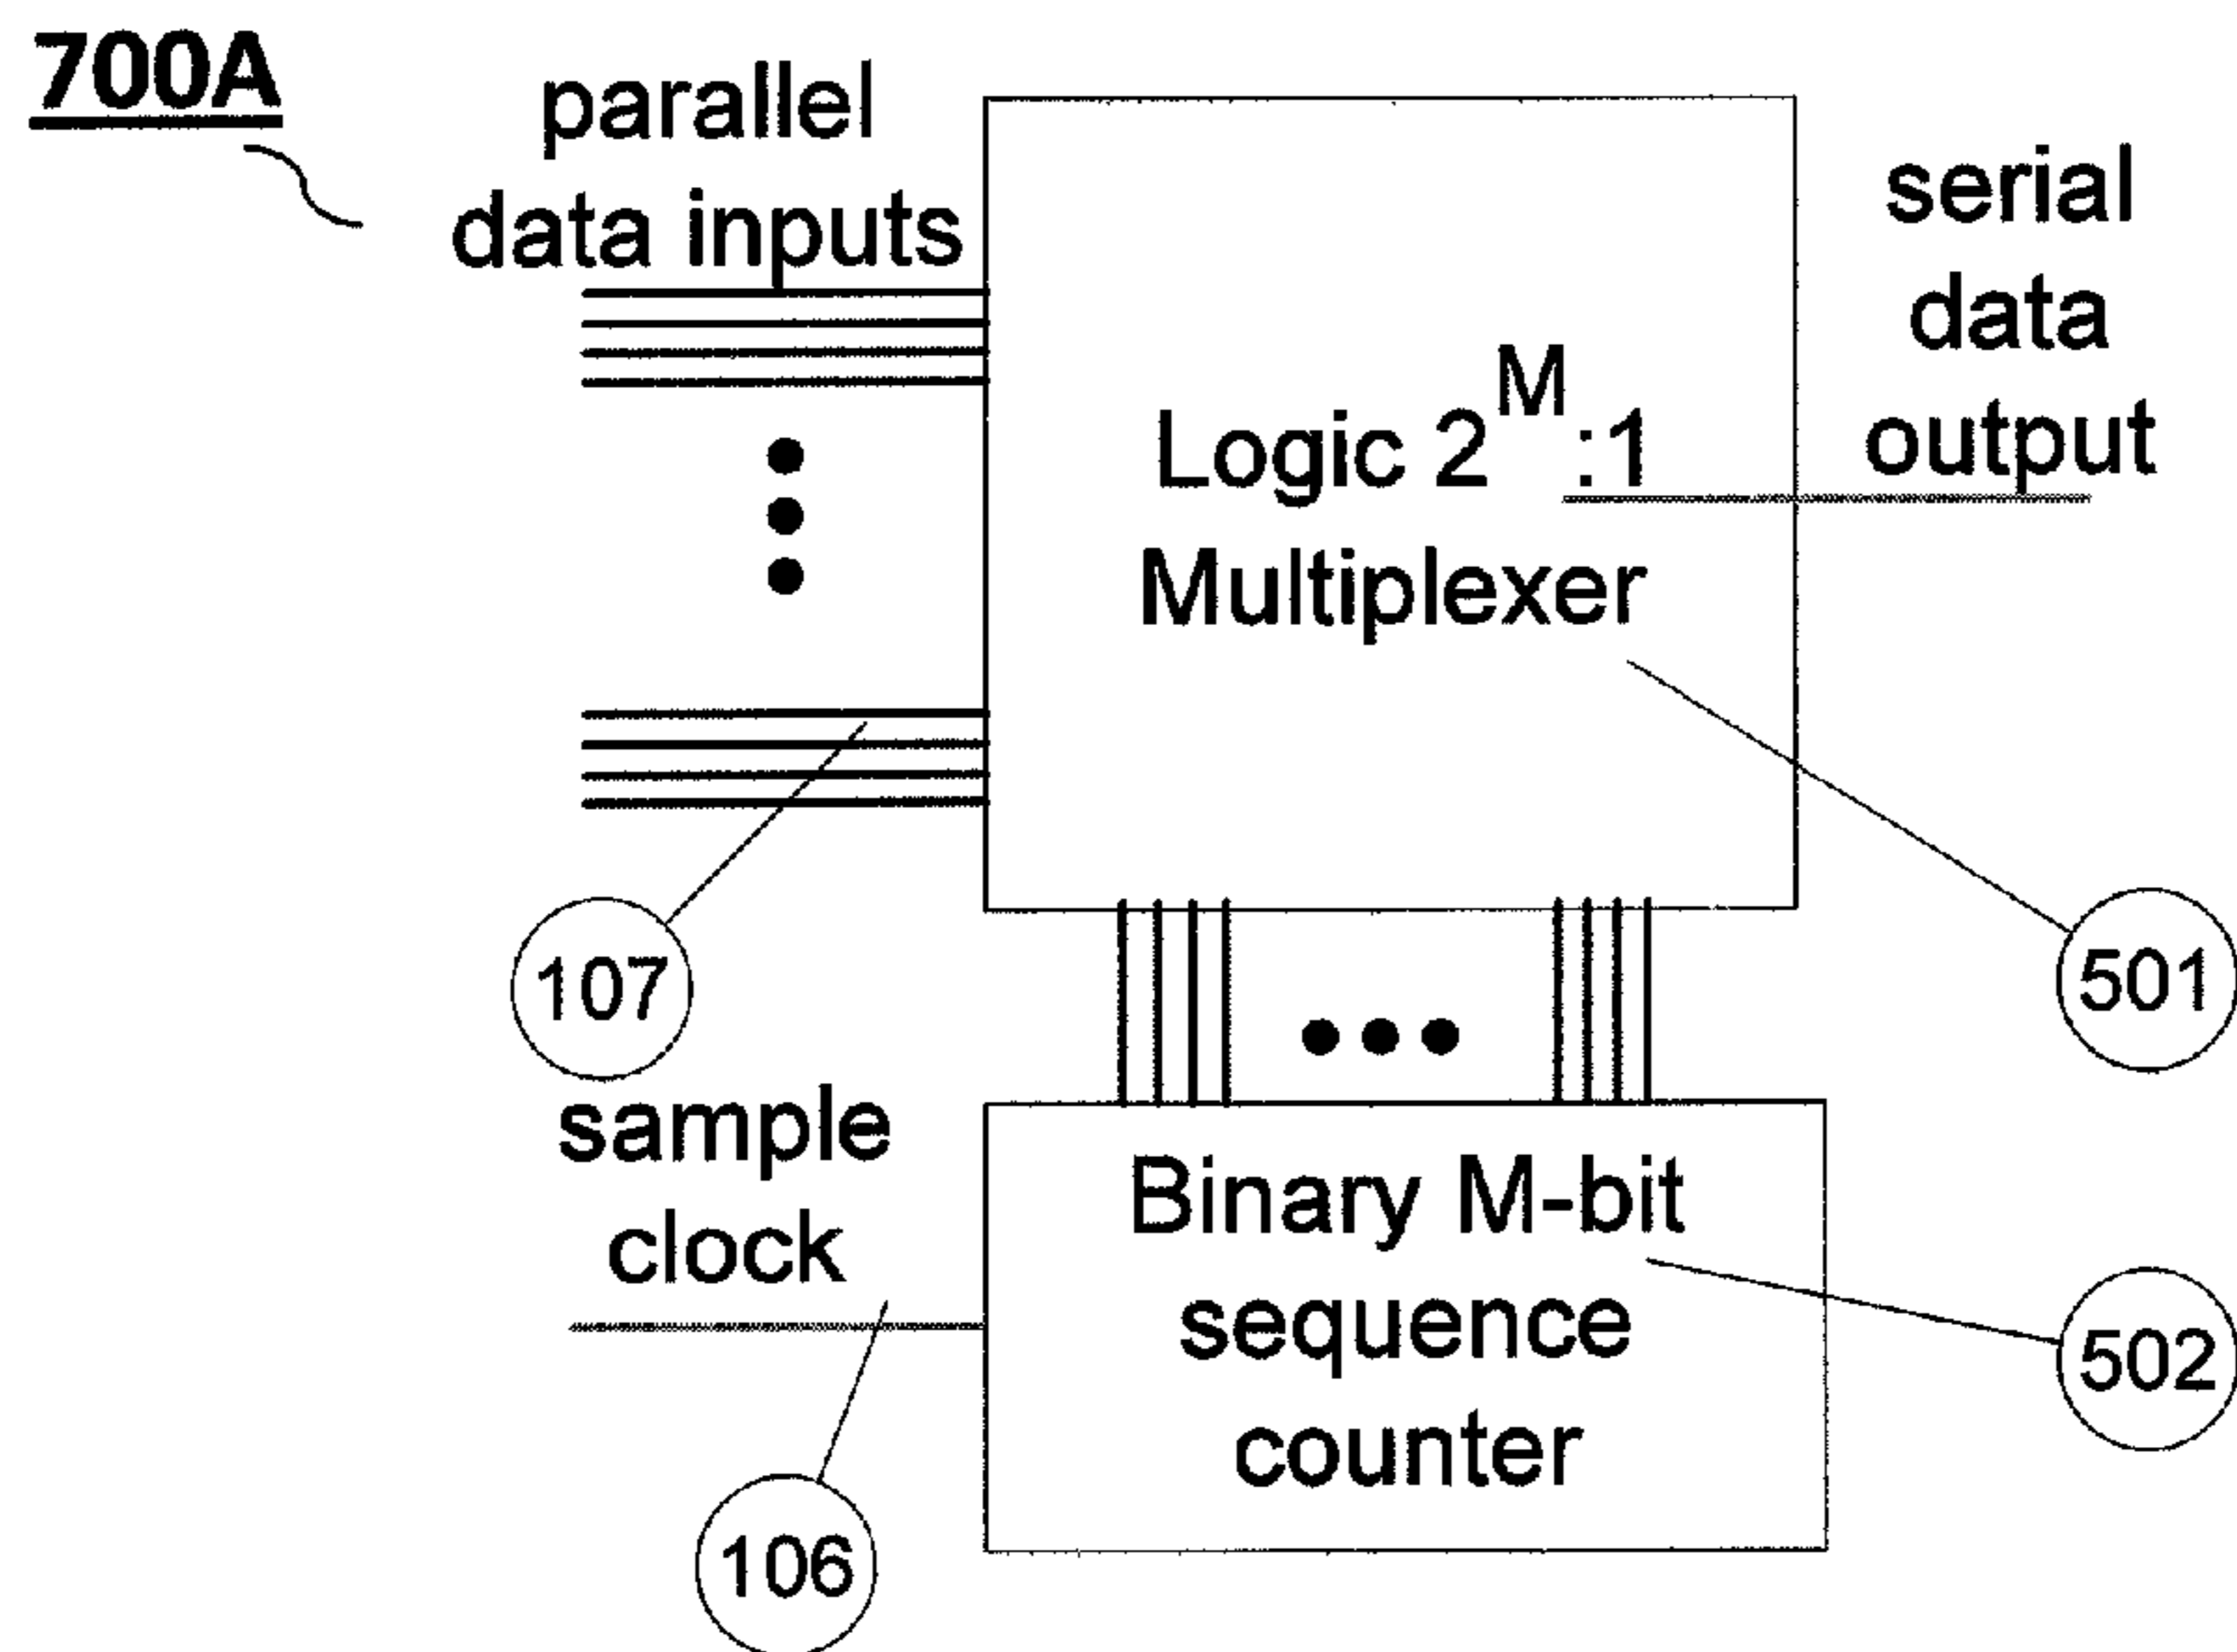 700A
parallel
data inputs
serial
data
output
Logic 2^M:1
Multiplexer
107
501
sample
clock
Binary M-bit
sequence
counter
502
106